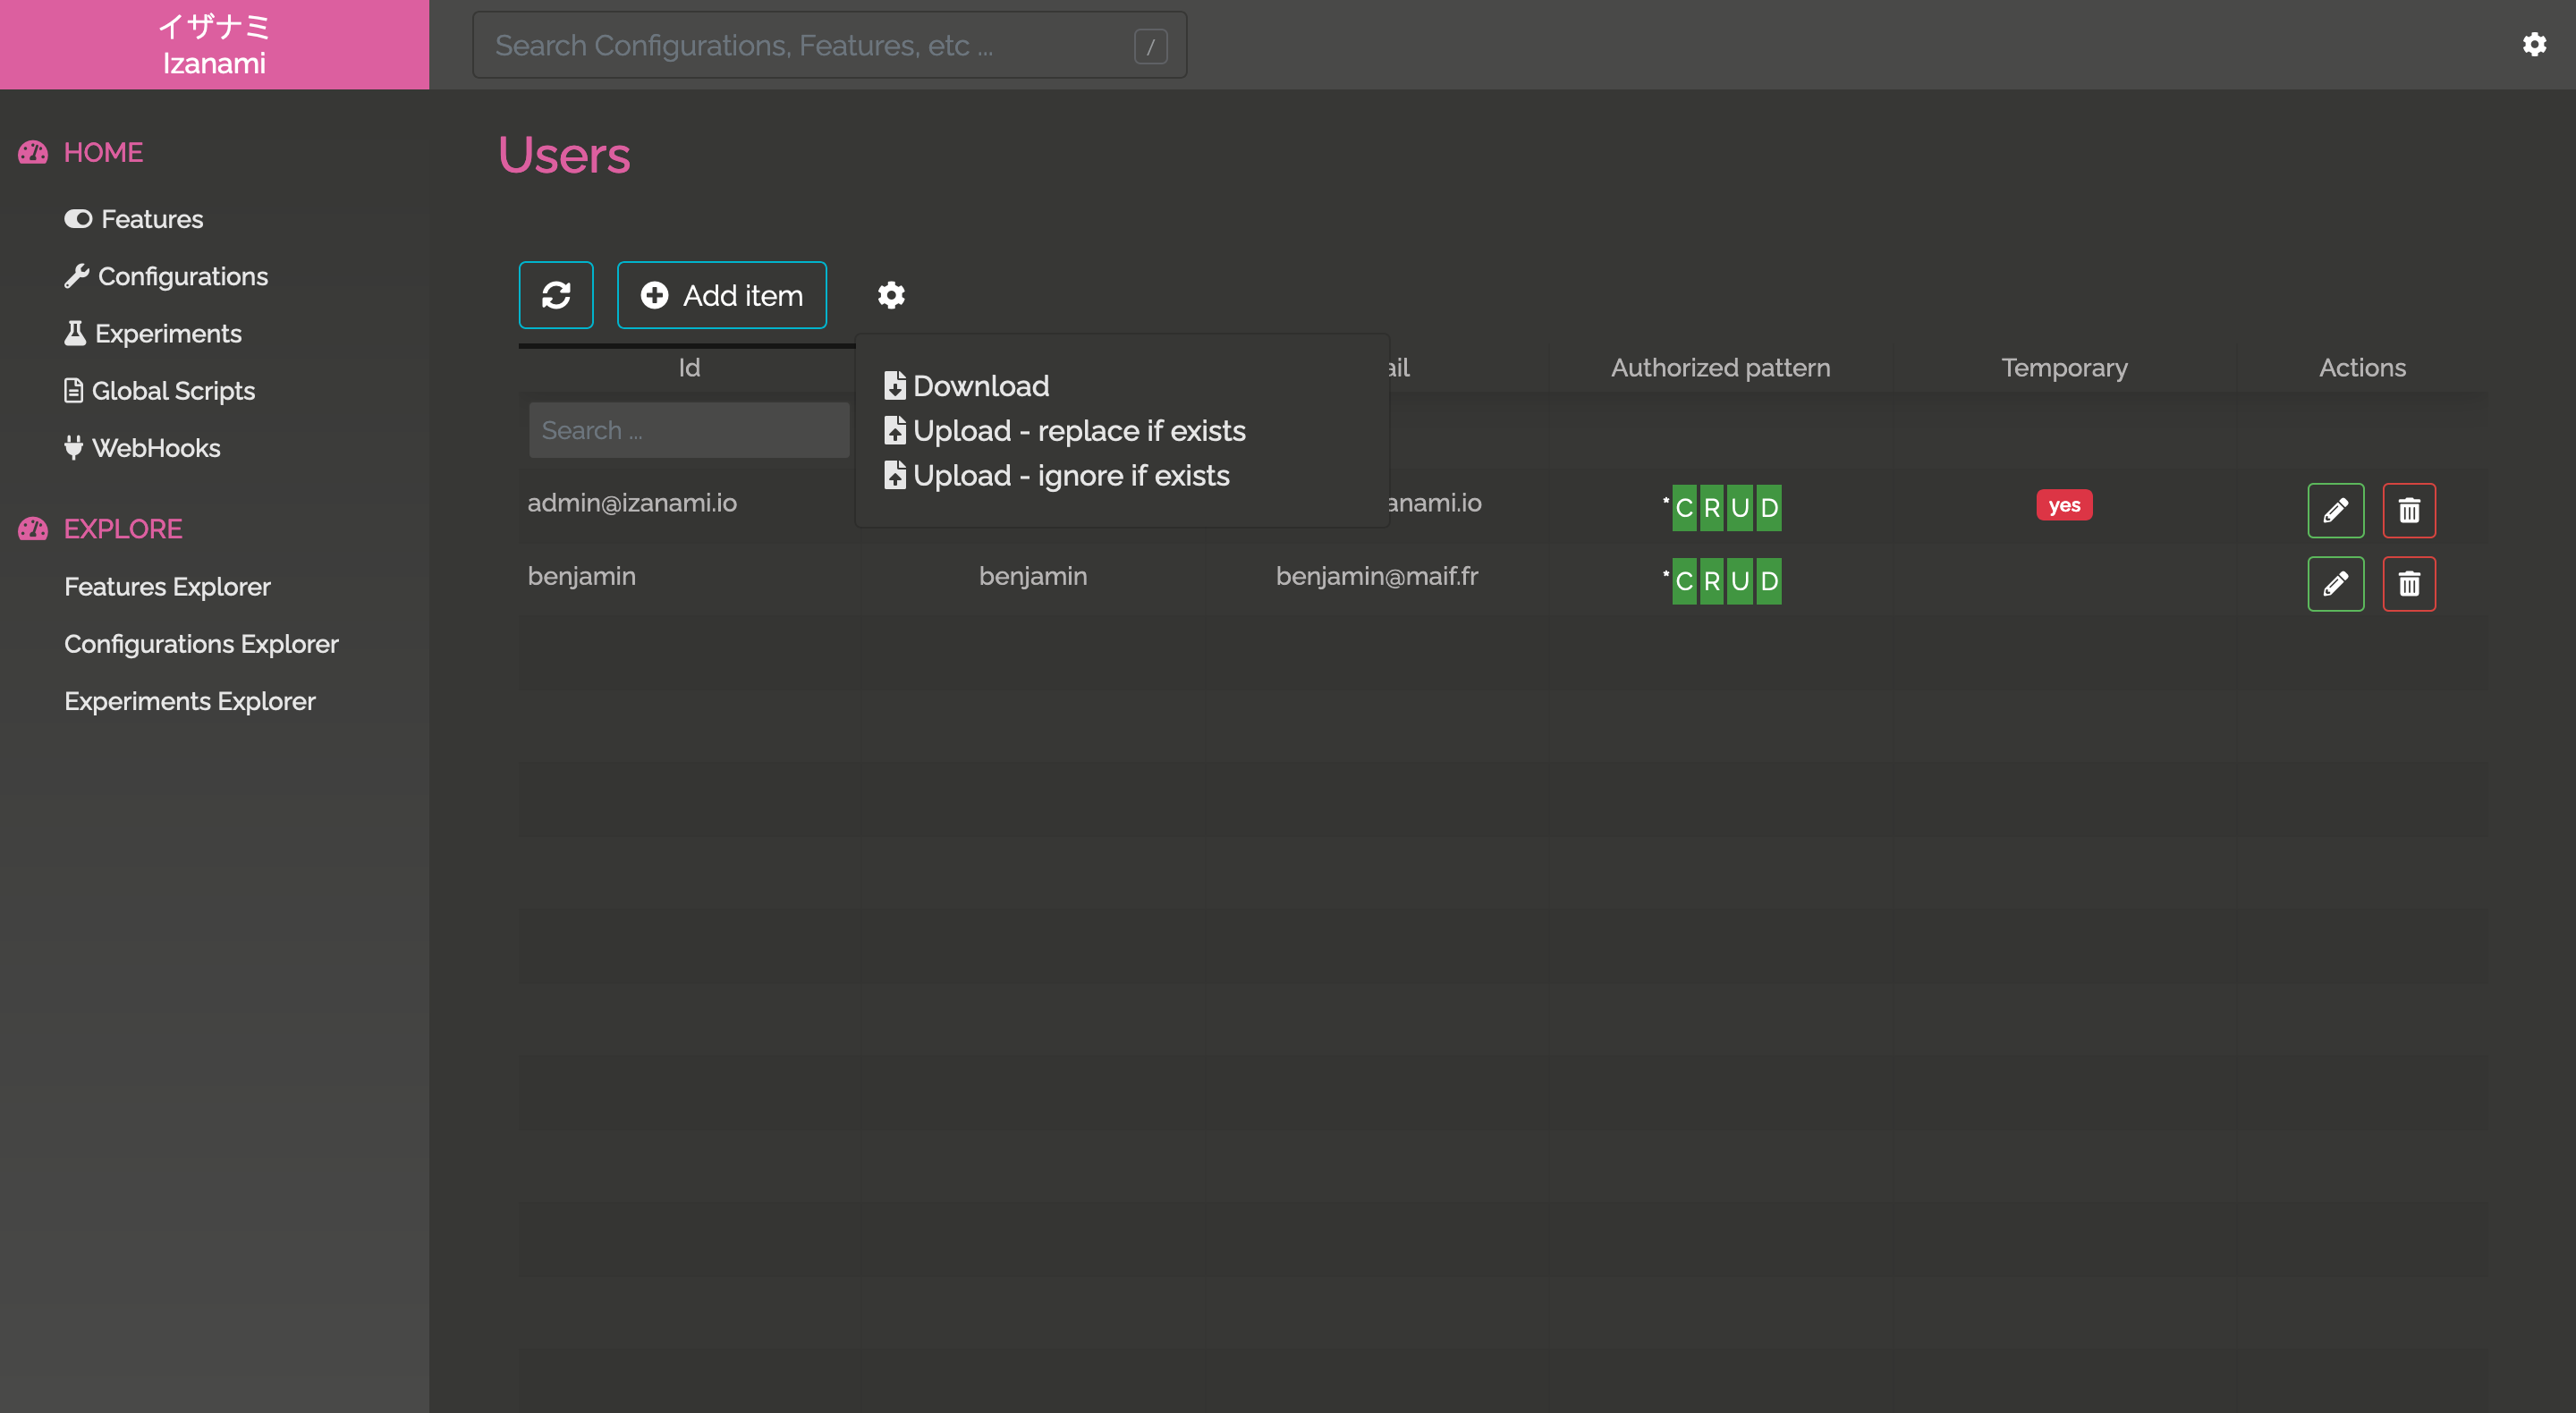 イザナミ
Izanami
Search Configurations, Features, etc ...
/
HOME
Features
Configurations
Experiments
Global Scripts
WebHooks
EXPLORE
Features Explorer
Configurations Explorer
Experiments Explorer
Users
Add item
Download
Upload - replace if exists
Upload - ignore if exists
Id ail Authorized pattern Temporary Actions
Search ...
admin@izanami.io anami.io * C R U D yes
benjamin benjamin benjamin@maif.fr * C R U D